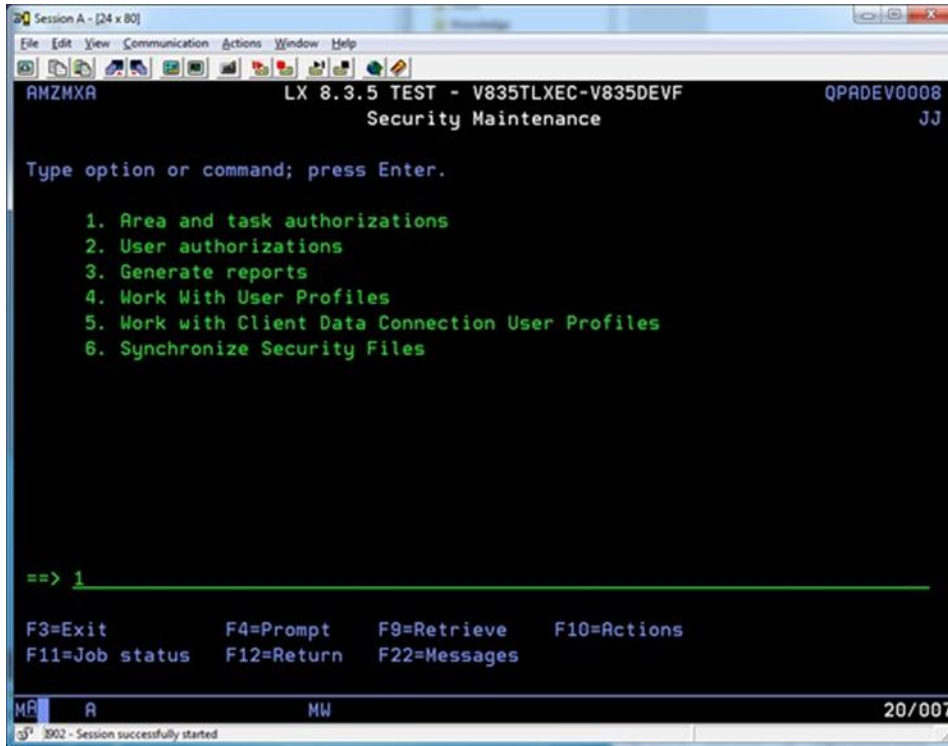 Session A - [24 x 80]
File Edit View Communication Actions Window Help
AMZMXA LX 8.3.5 TEST - V835TLXEC-V835DEVF QPADEV0008
Security Maintenance JJ
Type option or command; press Enter.
1. Area and task authorizations
2. User authorizations
3. Generate reports
4. Work With User Profiles
5. Work with Client Data Connection User Profiles
6. Synchronize Security Files
==> 1
F3=Exit F4=Prompt F9=Retrieve F10=Actions
F11=Job status F12=Return F22=Messages
MA A MW 20/007
I902 - Session successfully started